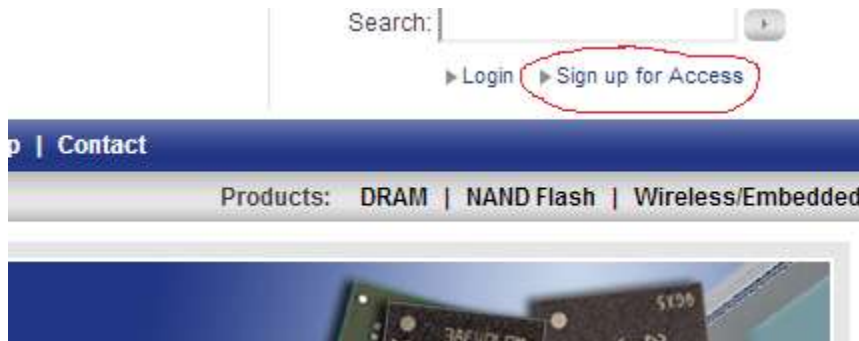 Search:
Login Sign up for Access
p | Contact
Products: DRAM | NAND Flash | Wireless/Embedded